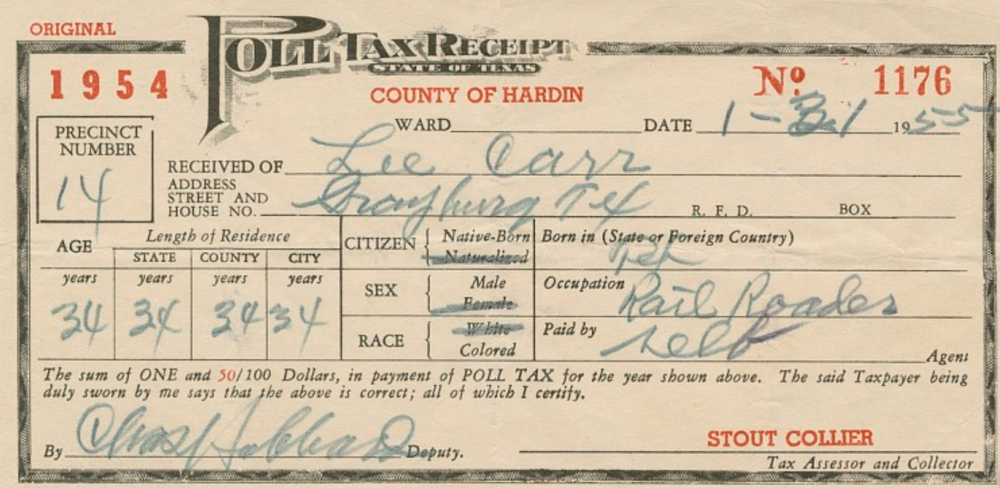 ORIGINAL
POLL TAX RECEIPT
STATE OF TEXAS
1954
COUNTY OF HARDIN
Nº 1176
WARD DATE 1 - 31 1955
PRECINCT NUMBER
14
RECEIVED OF Lee Carr
ADDRESS
STREET AND
HOUSE NO. Grayburg Tex R. F. D. BOX
AGE Length of Residence
STATE COUNTY CITY
years years years years
34 34 34 34
CITIZEN { Native-Born
Naturalized
SEX { Male
Female
RACE { White
Colored
Born in (State or Foreign Country)
Tex
Occupation Rail Roader
Paid by self Agent
The sum of ONE and 50/100 Dollars, in payment of POLL TAX for the year shown above. The said Taxpayer being
duly sworn by me says that the above is correct; all of which I certify.
By Chas Deputy.
STOUT COLLIER
Tax Assessor and Collector